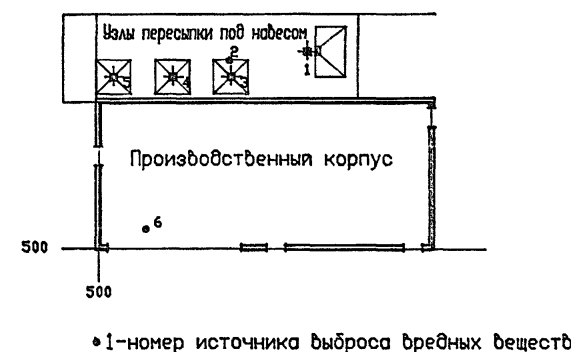 Узлы пересыпки под навесом
2
1
5
4
3
Производственный корпус
6
500
500
1-номер источника выброса вредных веществ